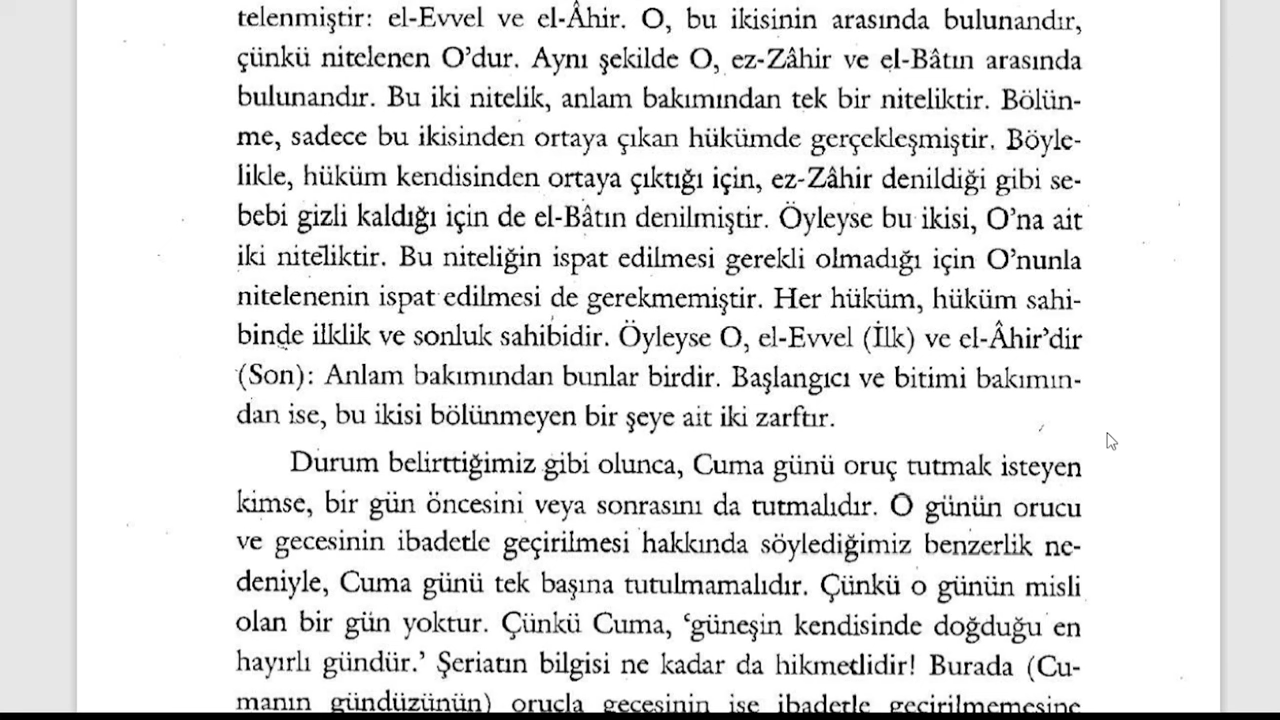 telenmiştir: el-Evvel ve el-Âhir. O, bu ikisinin arasında bulunandır,
çünkü nitelenen O’dur. Aynı şekilde O, ez-Zâhir ve el-Bâtın arasında
bulunandır. Bu iki nitelik, anlam bakımından tek bir niteliktir. Bölün-
me, sadece bu ikisinden ortaya çıkan hükümde gerçekleşmiştir. Böyle-
likle, hüküm kendisinden ortaya çıktığı için, ez-Zâhir denildiği gibi se-
bebi gizli kaldığı için de el-Bâtın denilmiştir. Öyleyse bu ikisi, O’na ait
iki niteliktir. Bu niteliğin ispat edilmesi gerekli olmadığı için O’nunla
nitelenenin ispat edilmesi de gerekmemiştir. Her hüküm, hüküm sahi-
binde ilklik ve sonluk sahibidir. Öyleyse O, el-Evvel (İlk) ve el-Âhir’dir
(Son): Anlam bakımından bunlar birdir. Başlangıcı ve bitimi bakımın-
dan ise, bu ikisi bölünmeyen bir şeye ait iki zarftır.
Durum belirttiğimiz gibi olunca, Cuma günü oruç tutmak isteyen
kimse, bir gün öncesini veya sonrasını da tutmalıdır. O günün orucu
ve gecesinin ibadetle geçirilmesi hakkında söylediğimiz benzerlik ne-
deniyle, Cuma günü tek başına tutulmamalıdır. Çünkü o günün misli
olan bir gün yoktur. Çünkü Cuma, ‘güneşin kendisinde doğduğu en
hayırlı gündür.’ Şeriatın bilgisi ne kadar da hikmetlidir! Burada (Cu-
manın gündüzünün) oruçla gecesinin ise ibadetle geçirilmemesine